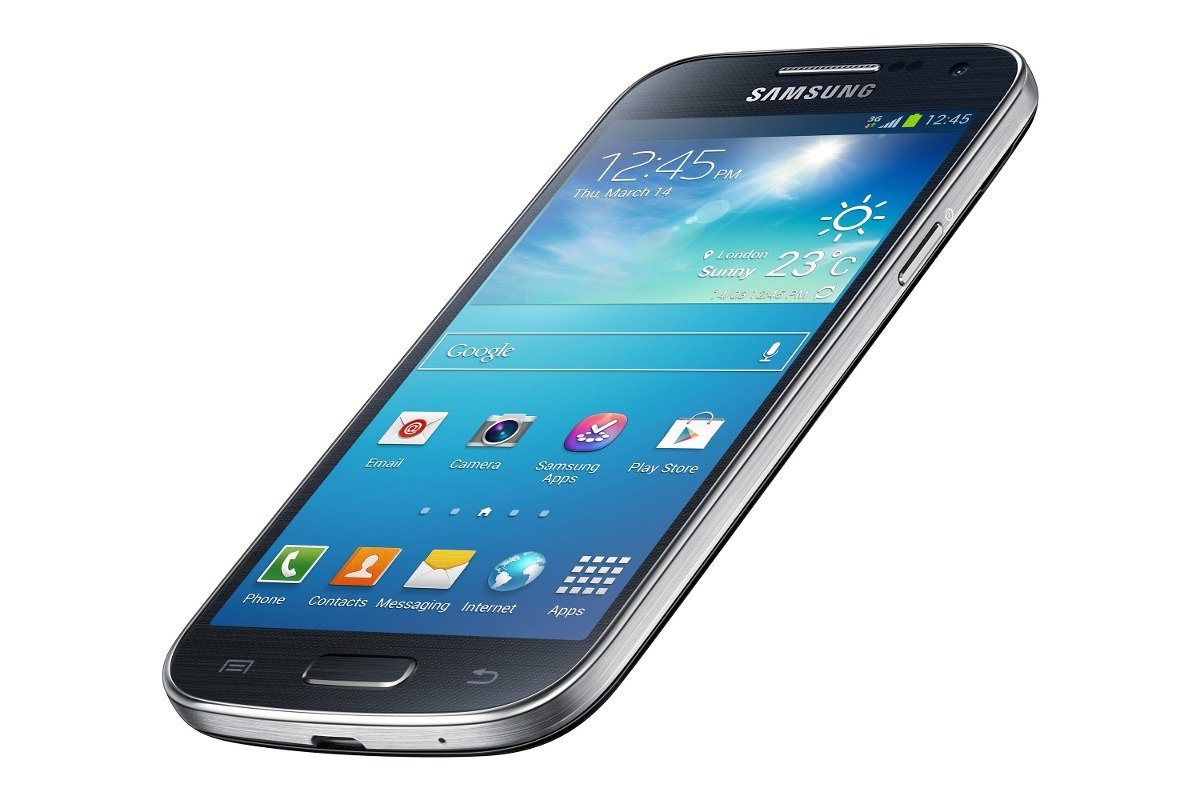 SAMSUNG
3G 12:45
12:45 PM
Thu, March 14
London
Sunny 23°C
14/03 12:45 PM
Google
Email Camera Samsung Apps Play Store
Phone Contacts Messaging Internet Apps